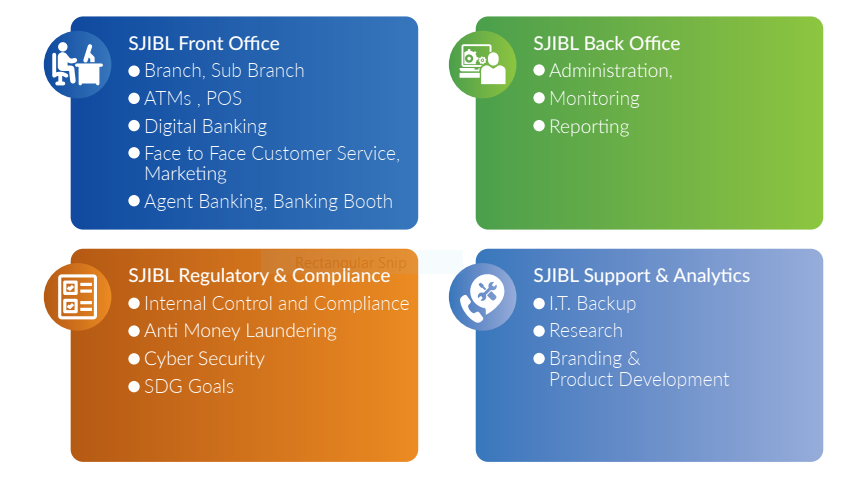 SJIBL Front Office
Branch, Sub Branch
ATMs , POS
Digital Banking
Face to Face Customer Service,
Marketing
Agent Banking, Banking Booth
SJIBL Back Office
Administration,
Monitoring
Reporting
Rectangular Snip
SJIBL Regulatory & Compliance
Internal Control and Compliance
Anti Money Laundering
Cyber Security
SDG Goals
SJIBL Support & Analytics
I.T. Backup
Research
Branding &
Product Development